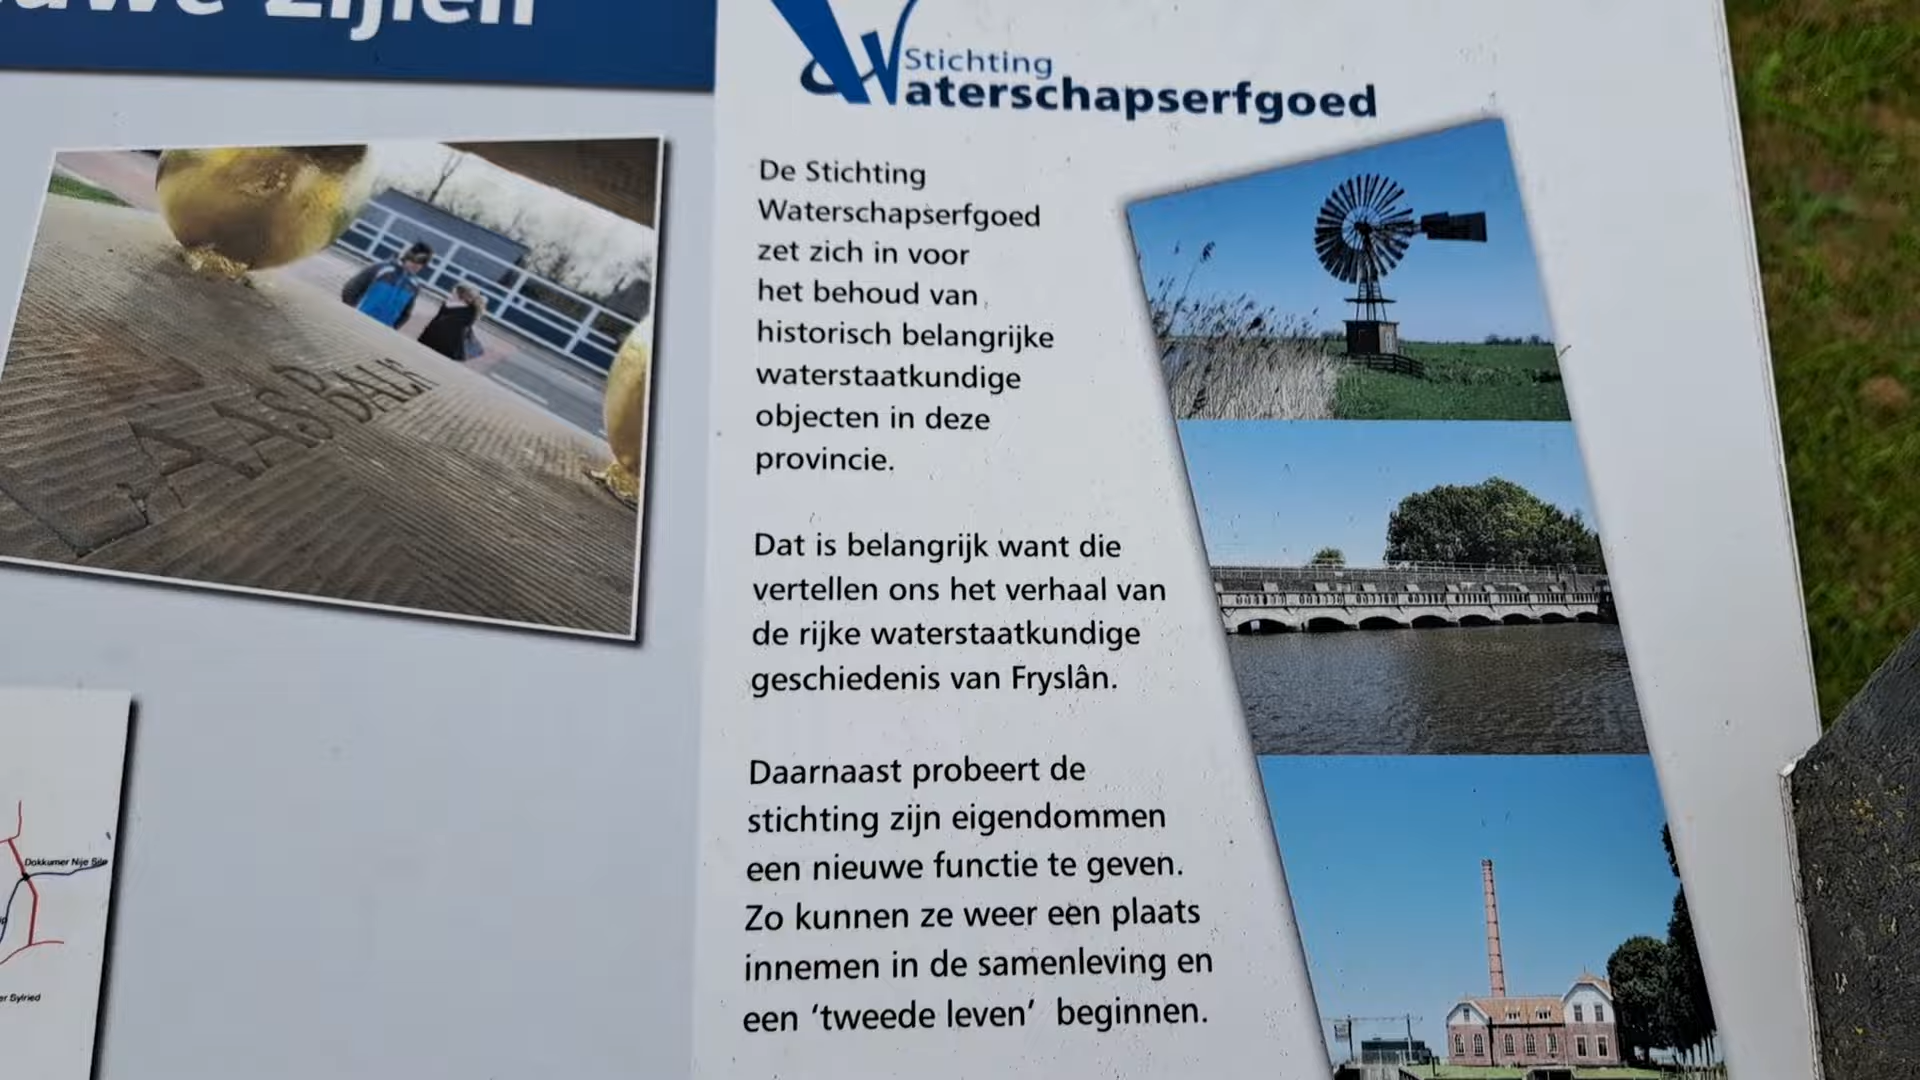 Zijlen
Stichting
Waterschapserfgoed
De Stichting
Waterschapserfgoed
zet zich in voor
het behoud van
historisch belangrijke
waterstaatkundige
objecten in deze
provincie.
Dat is belangrijk want die
vertellen ons het verhaal van
de rijke waterstaatkundige
geschiedenis van Fryslân.
Daarnaast probeert de
stichting zijn eigendommen
een nieuwe functie te geven.
Zo kunnen ze weer een plaats
innemen in de samenleving en
een ‘tweede leven’ beginnen.
Dokkumer Nije Sile
Sylried